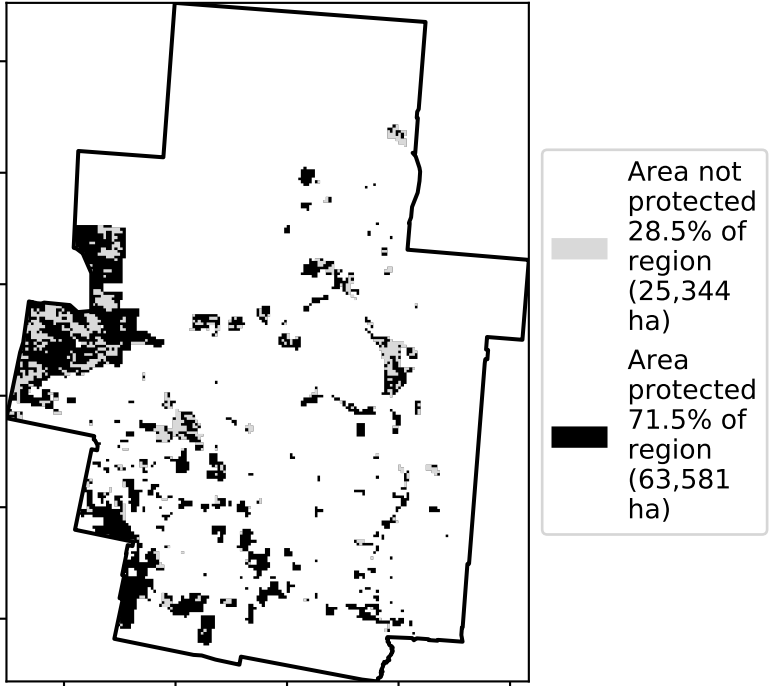 Area not
protected
28.5% of
region
(25,344
ha)
Area
protected
71.5% of
region
(63,581
ha)